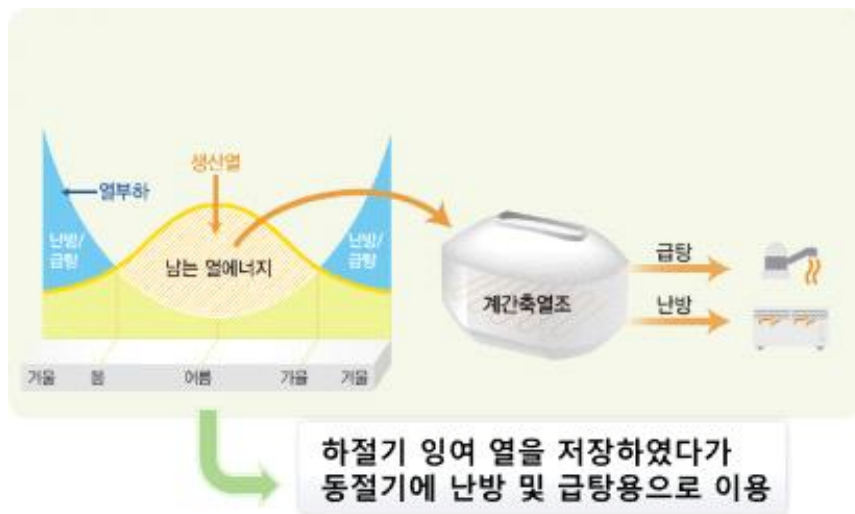 생산열
열부하
난방/
급탕
난방/
급탕
남는 열에너지
급탕
계간축열조
난방
겨울 봄 여름 가을 겨울
하절기 잉여 열을 저장하였다가
동절기에 난방 및 급탕용으로 이용